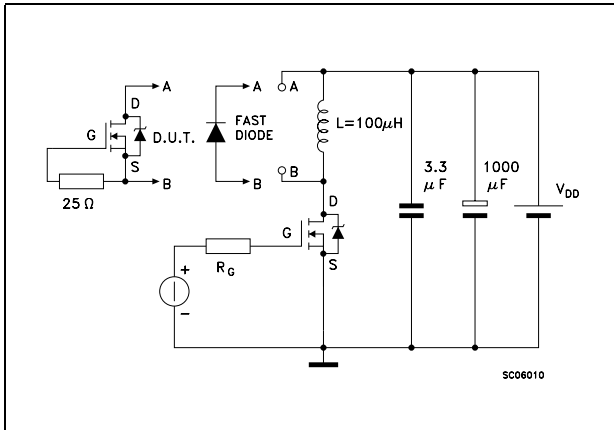 A
D
G
D.U.T.
S
B
25 Ω
A
FAST
DIODE
B
A
L=100μH
B
D
G
S
R_G
+
−
3.3
μF
1000
μF
V_DD
SC06010